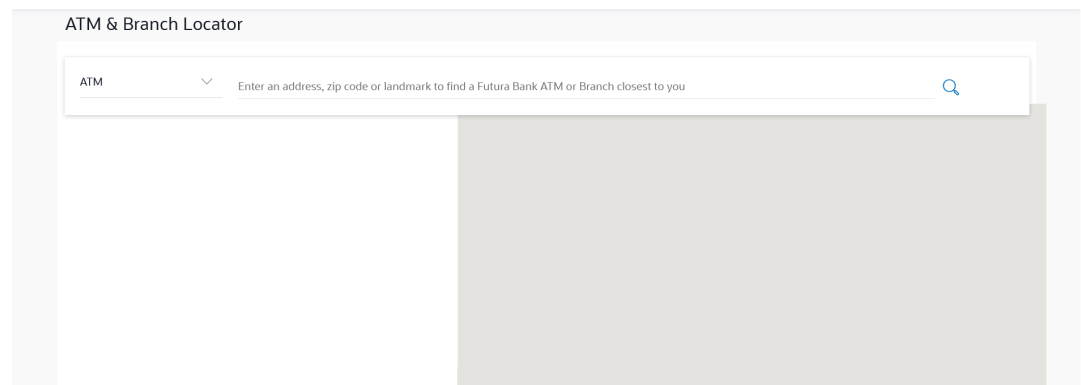 ATM & Branch Locator
ATM
Enter an address, zip code or landmark to find a Futura Bank ATM or Branch closest to you